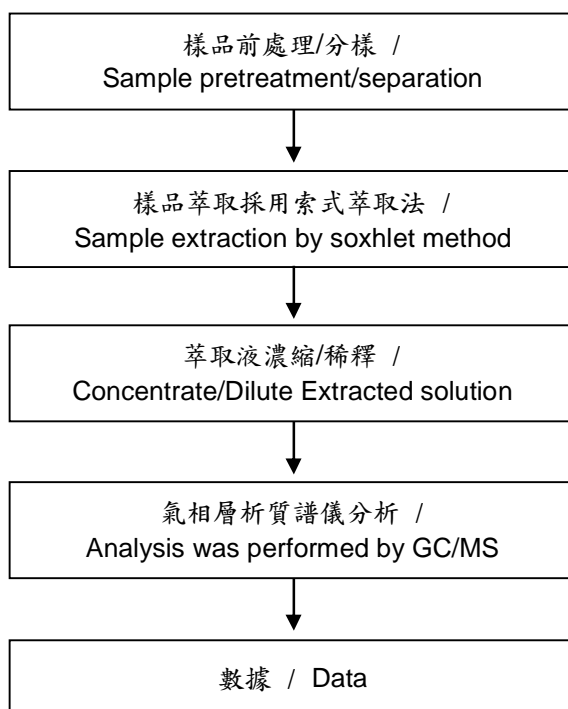 樣品前處理/分樣 /
Sample pretreatment/separation
樣品萃取採用索式萃取法 /
Sample extraction by soxhlet method
萃取液濃縮/稀釋 /
Concentrate/Dilute Extracted solution
氣相層析質譜儀分析 /
Analysis was performed by GC/MS
數據 / Data